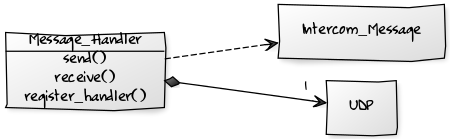 Message_Handler
send()
receive()
register_handler()
Intercom_Message
1
UDP